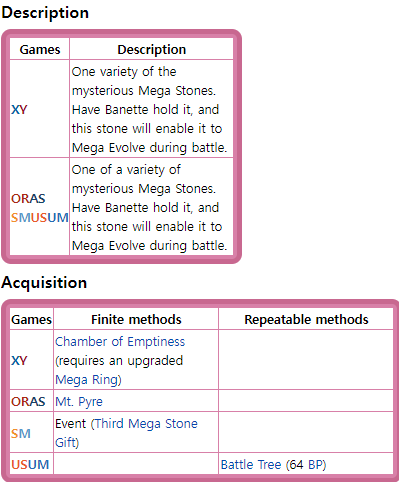 Description
Games Description
XY
One variety of the
mysterious Mega Stones.
Have Banette hold it, and
this stone will enable it to
Mega Evolve during battle.
ORAS
SMUSUM
One of a variety of
mysterious Mega Stones.
Have Banette hold it, and
this stone will enable it to
Mega Evolve during battle.
Acquisition
Games Finite methods Repeatable methods
XY
Chamber of Emptiness
(requires an upgraded
Mega Ring)
ORAS Mt. Pyre
SM
Event (Third Mega Stone
Gift)
USUM Battle Tree (64 BP)